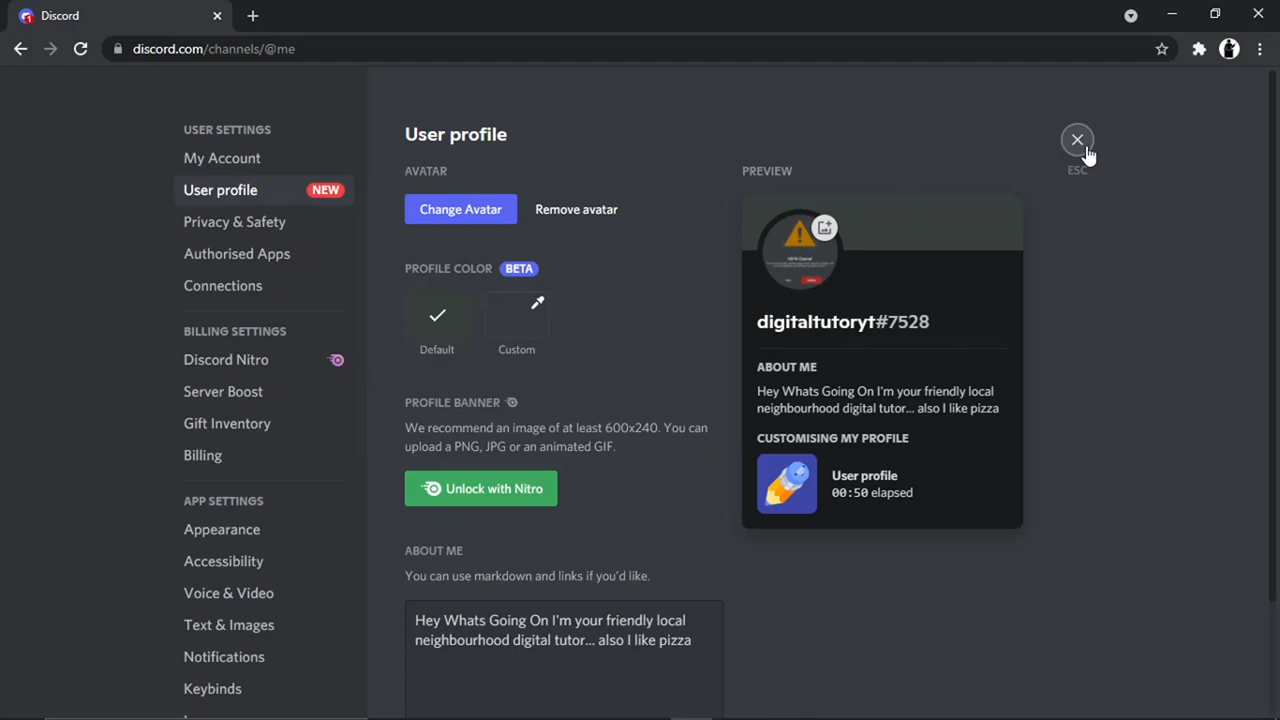 Discord
discord.com/channels/@me
USER SETTINGS
My Account
User profile NEW
Privacy & Safety
Authorised Apps
Connections
BILLING SETTINGS
Discord Nitro
Server Boost
Gift Inventory
Billing
APP SETTINGS
Appearance
Accessibility
Voice & Video
Text & Images
Notifications
Keybinds
User profile
AVATAR
Change Avatar
Remove avatar
PROFILE COLOR BETA
Default
Custom
PROFILE BANNER
We recommend an image of at least 600x240. You can
upload a PNG, JPG or an animated GIF.
Unlock with Nitro
ABOUT ME
You can use markdown and links if you'd like.
Hey Whats Going On I'm your friendly local
neighbourhood digital tutor... also I like pizza
PREVIEW
digitaltutoryt#7528
ABOUT ME
Hey Whats Going On I'm your friendly local
neighbourhood digital tutor... also I like pizza
CUSTOMISING MY PROFILE
User profile
00:50 elapsed
ESC